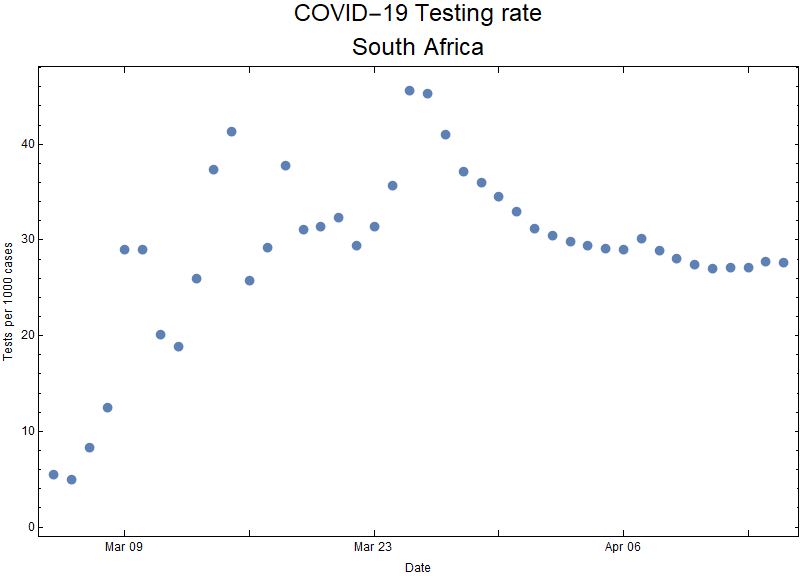 COVID–19 Testing rate
South Africa
Tests per 1000 cases
40
30
20
10
0
Mar 09
Mar 23
Apr 06
Date